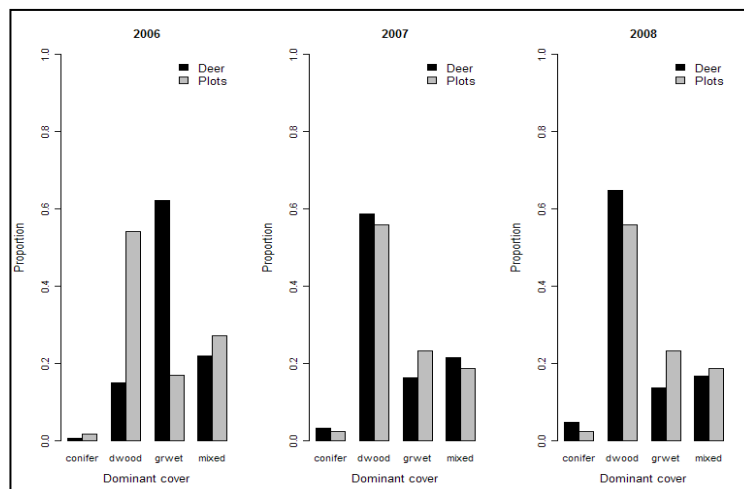 2006
Deer
Plots
Proportion
1.0
0.8
0.6
0.4
0.2
0.0
conifer dwood grwet mixed
Dominant cover
2007
Deer
Plots
Proportion
1.0
0.8
0.6
0.4
0.2
0.0
conifer dwood grwet mixed
Dominant cover
2008
Deer
Plots
Proportion
1.0
0.8
0.6
0.4
0.2
0.0
conifer dwood grwet mixed
Dominant cover